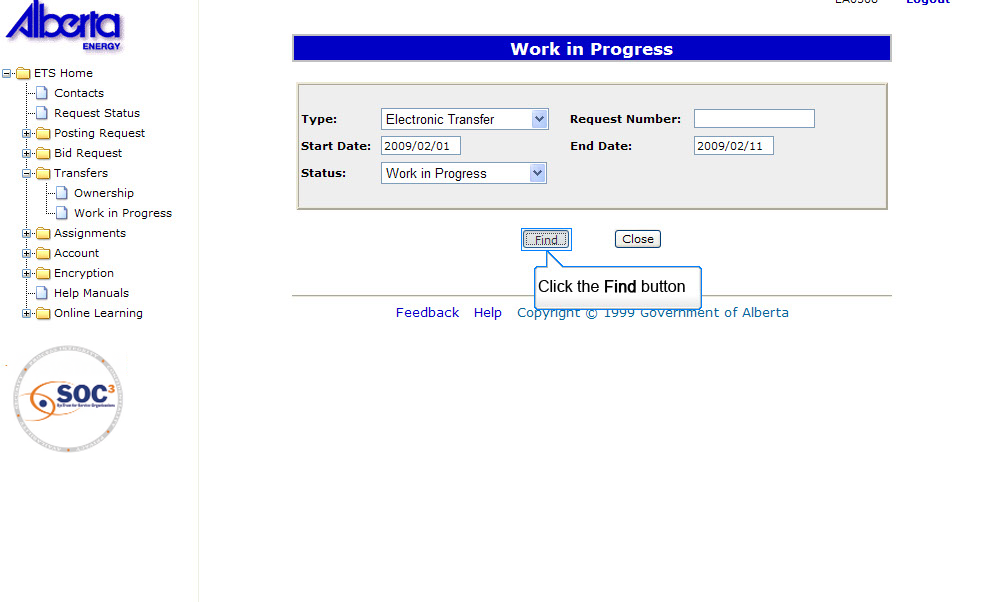 Alberta
ENERGY
Logout
ETS Home
Contacts
Request Status
Posting Request
Bid Request
Transfers
Ownership
Work in Progress
Assignments
Account
Encryption
Help Manuals
Online Learning
SOC3
Work in Progress
Type: Electronic Transfer Request Number:
Start Date: 2009/02/01 End Date: 2009/02/11
Status: Work in Progress
Find Close
Click the Find button
Feedback Help Copyright © 1999 Government of Alberta